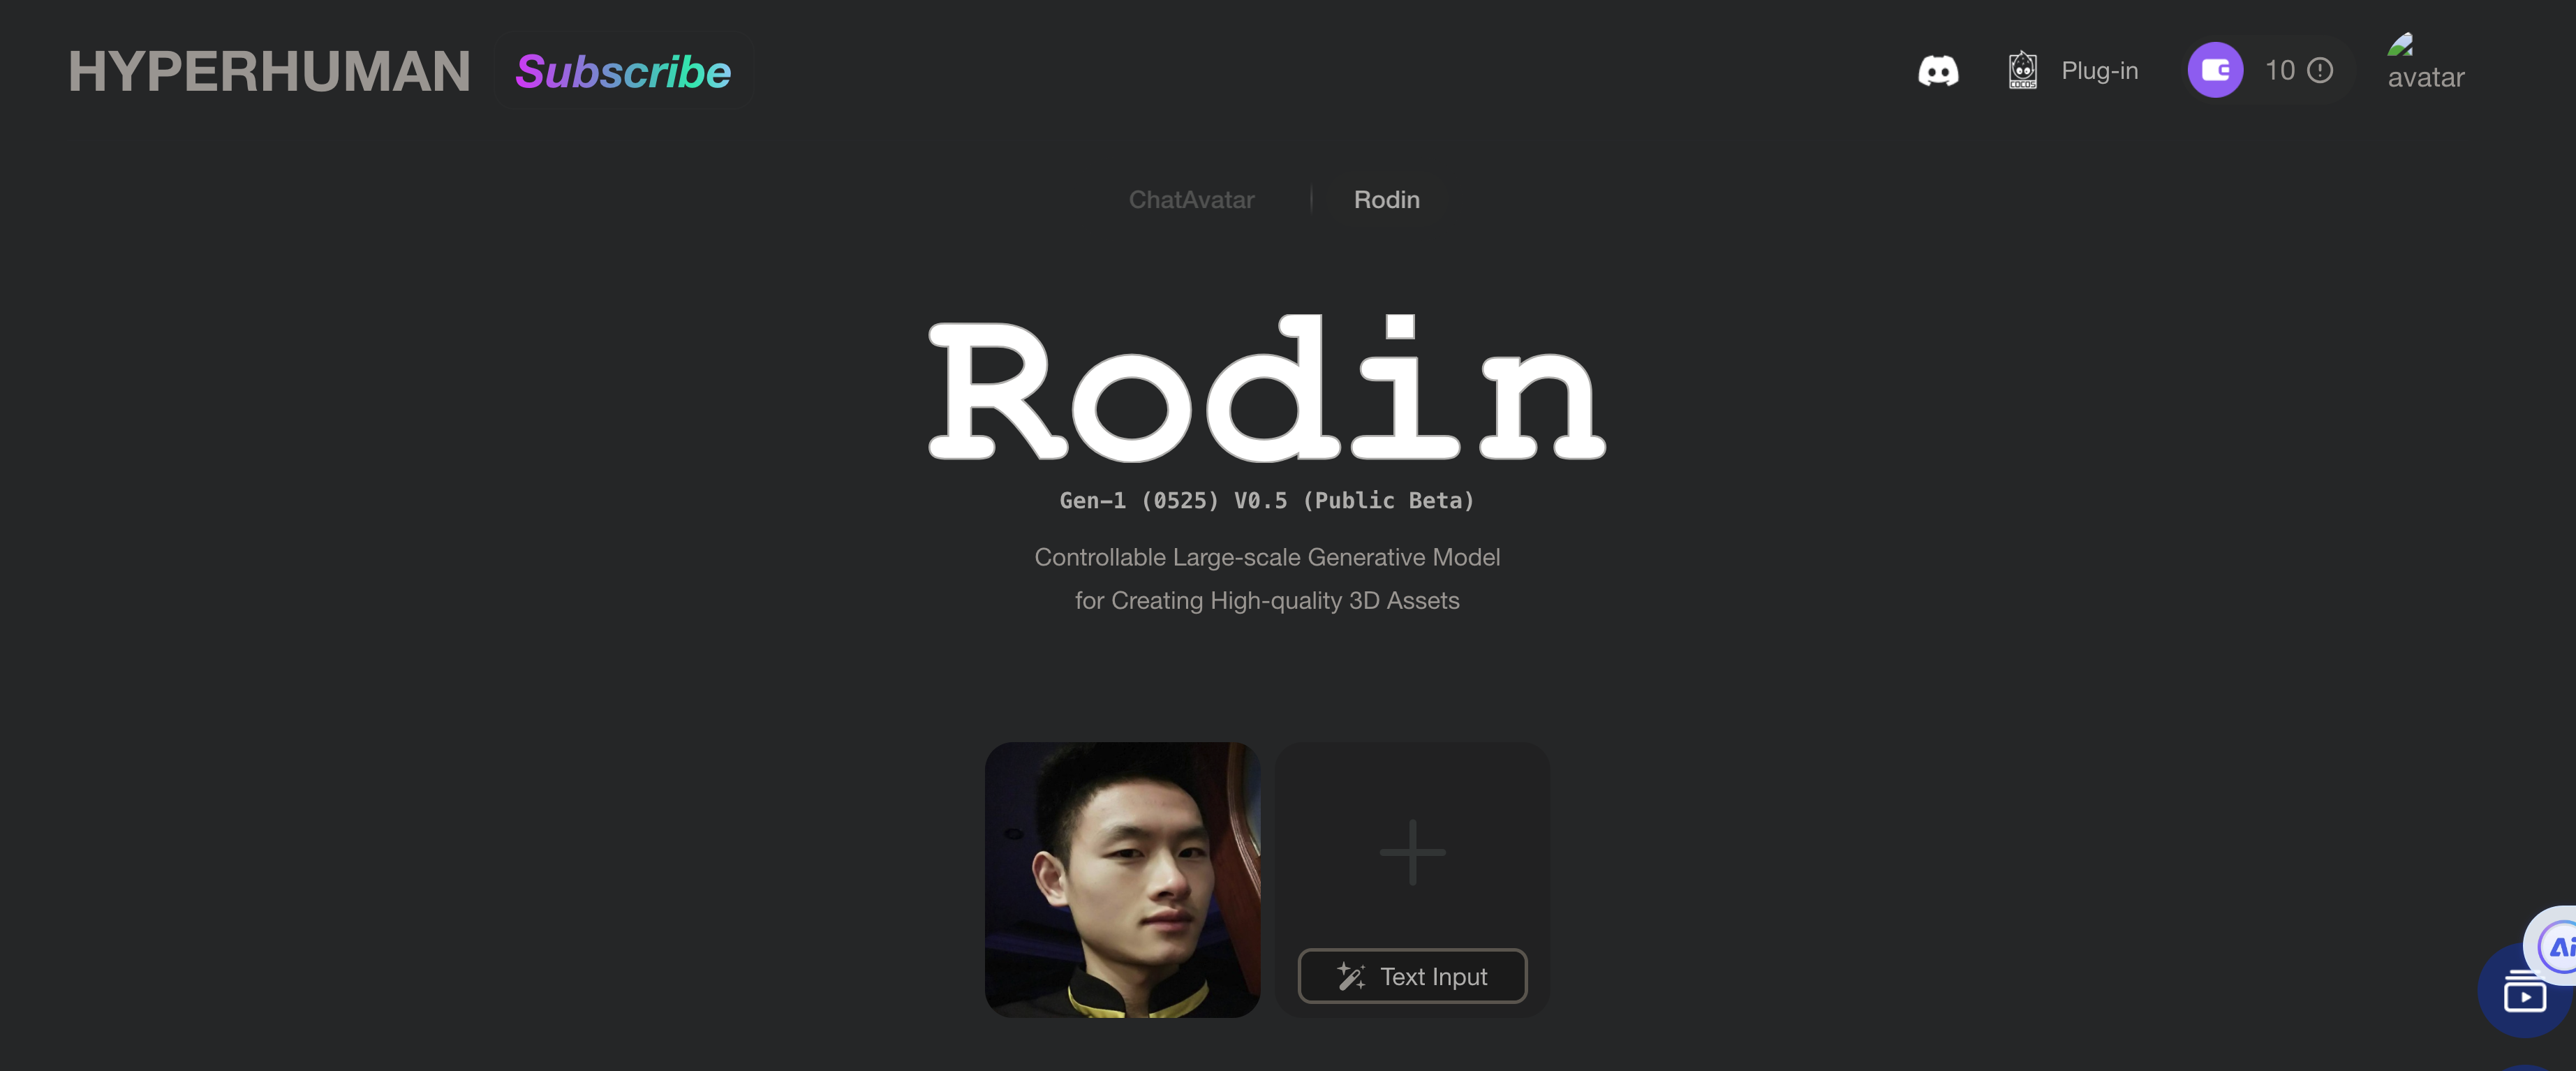 HYPERHUMAN Subscribe
COCOS Plug-in 10 avatar
ChatAvatar Rodin
Rodin
Gen-1 (0525) V0.5 (Public Beta)
Controllable Large-scale Generative Model
for Creating High-quality 3D Assets
Text Input
Ai